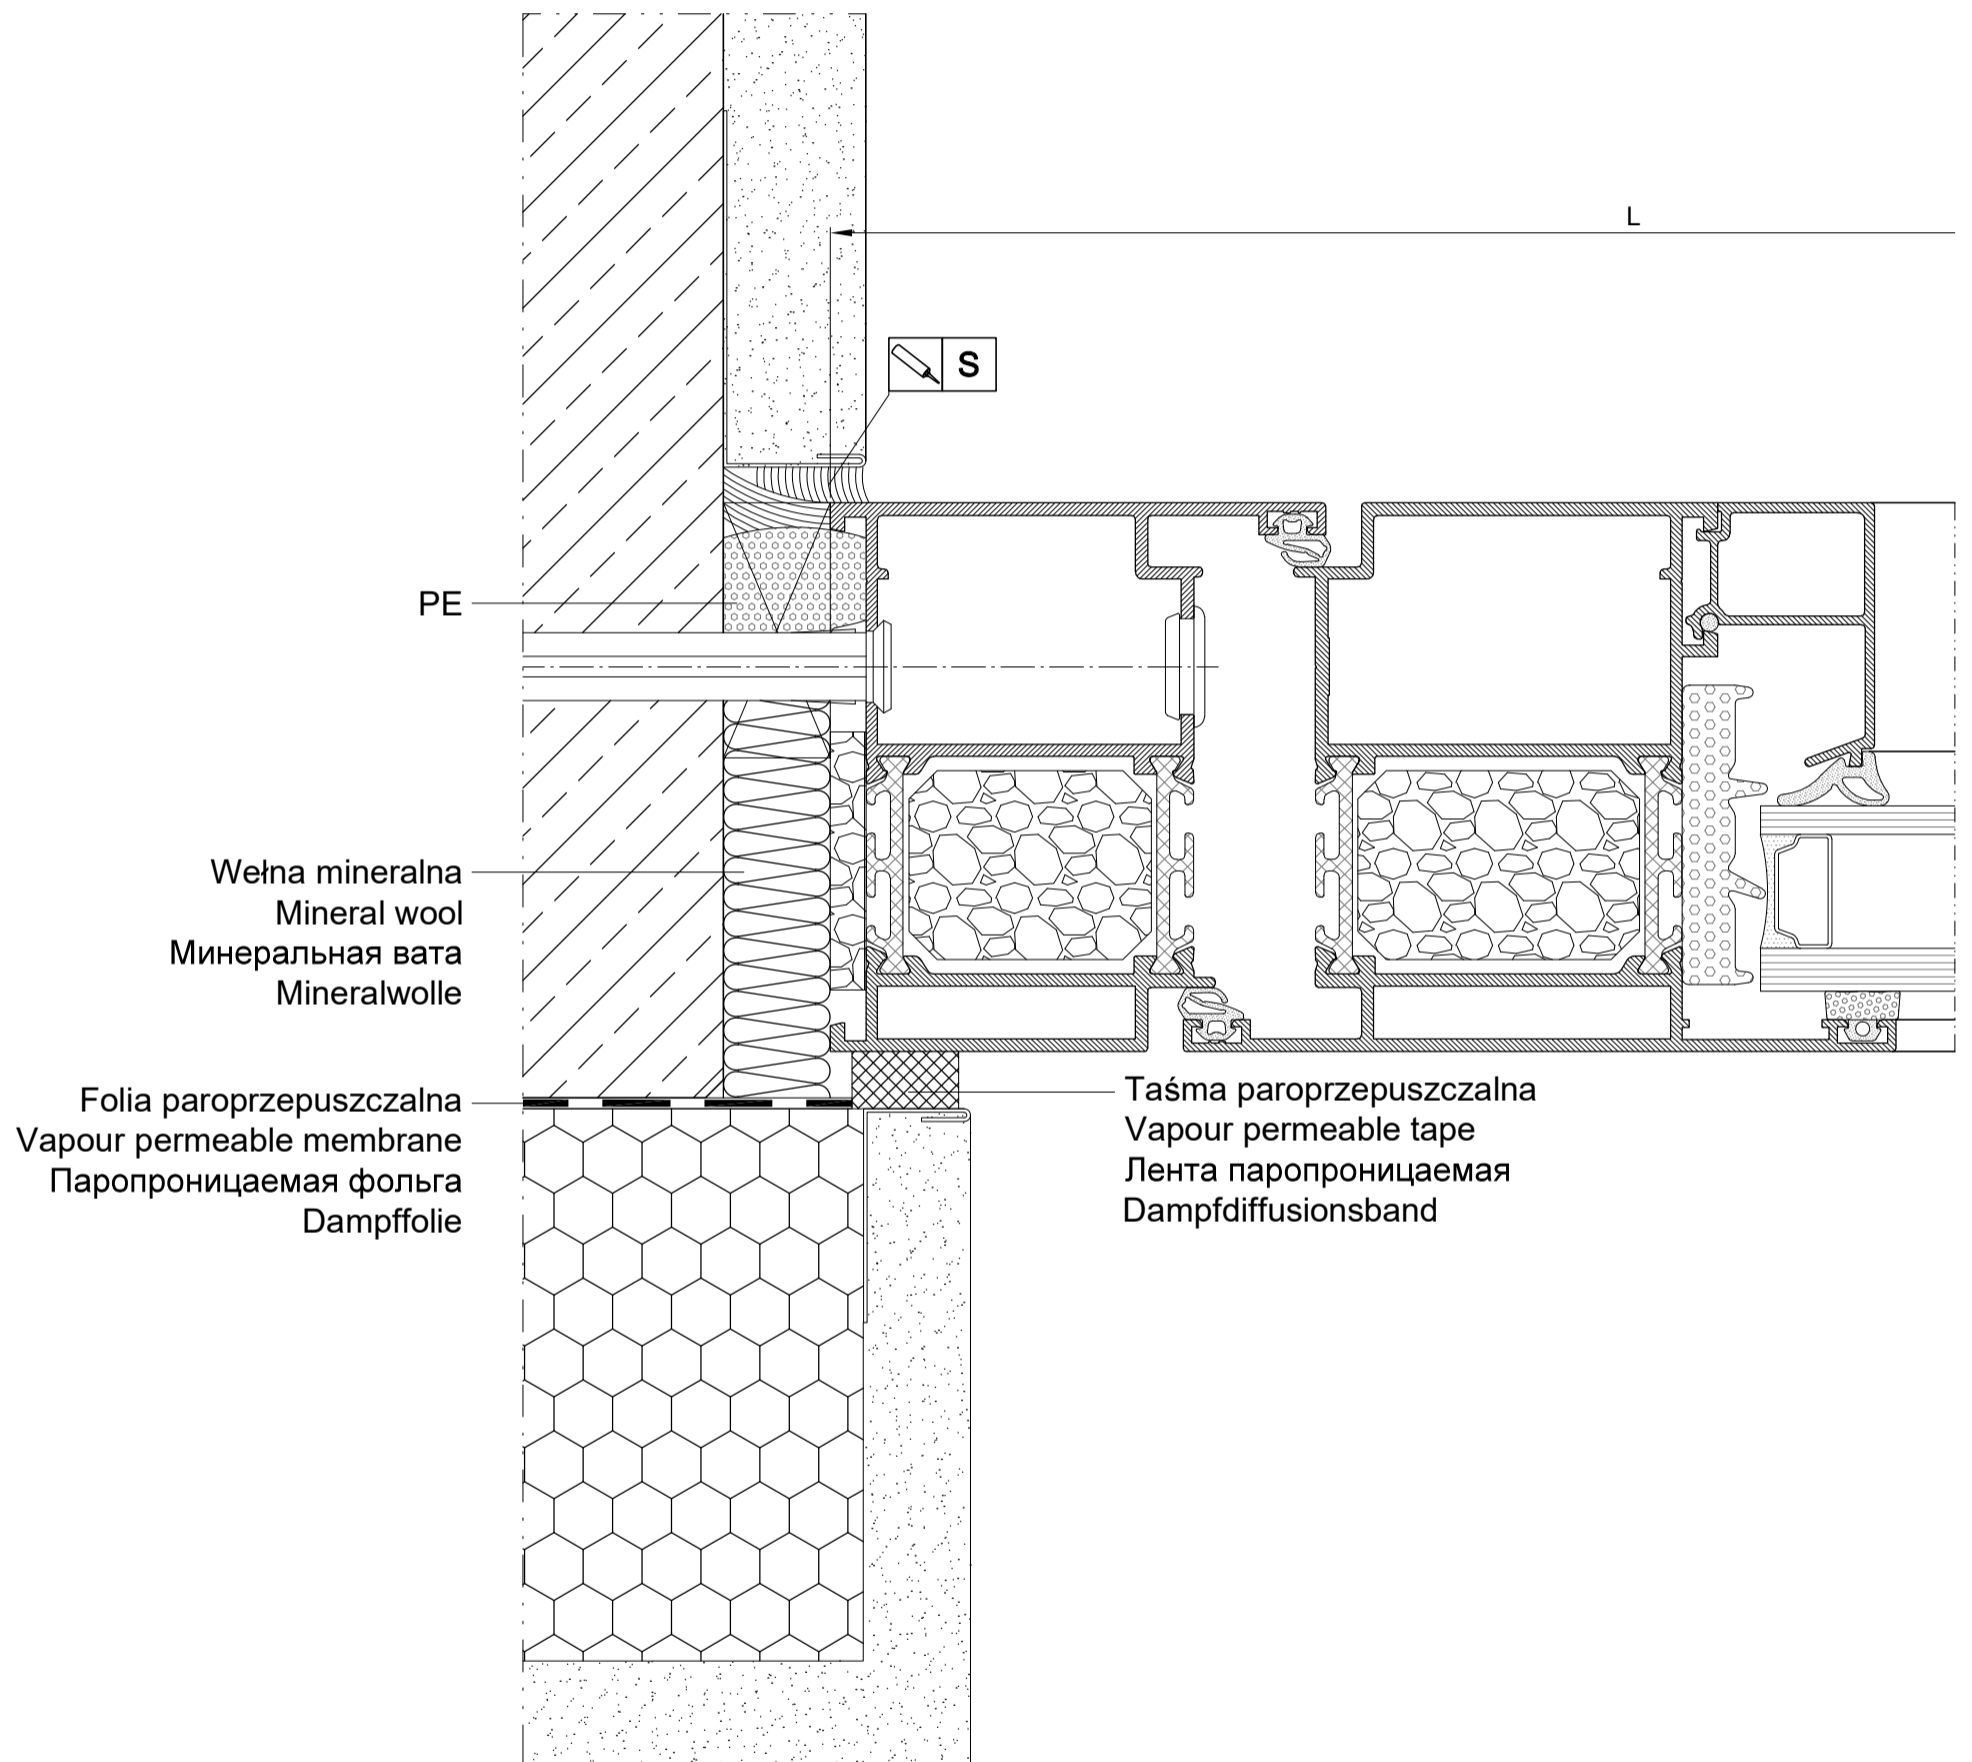 L
S
PE
Wełna mineralna
Mineral wool
Минеральная вата
Mineralwolle
Folia paroprzepuszczalna
Vapour permeable membrane
Паропроницаемая фольга
Dampffolie
Taśma paroprzepuszczalna
Vapour permeable tape
Лента паропроницаемая
Dampfdiffusionsband